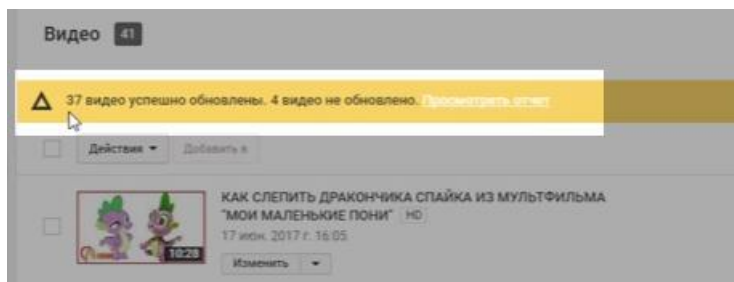 Видео 41
37 видео успешно обновлены. 4 видео не обновлено. Просмотреть отчет
Действия Добавить в
КАК СЛЕПИТЬ ДРАКОНЧИКА СПАЙКА ИЗ МУЛЬТФИЛЬМА
"МОИ МАЛЕНЬКИЕ ПОНИ" HD
17 июн. 2017 г. 16:05
10:28
Изменить